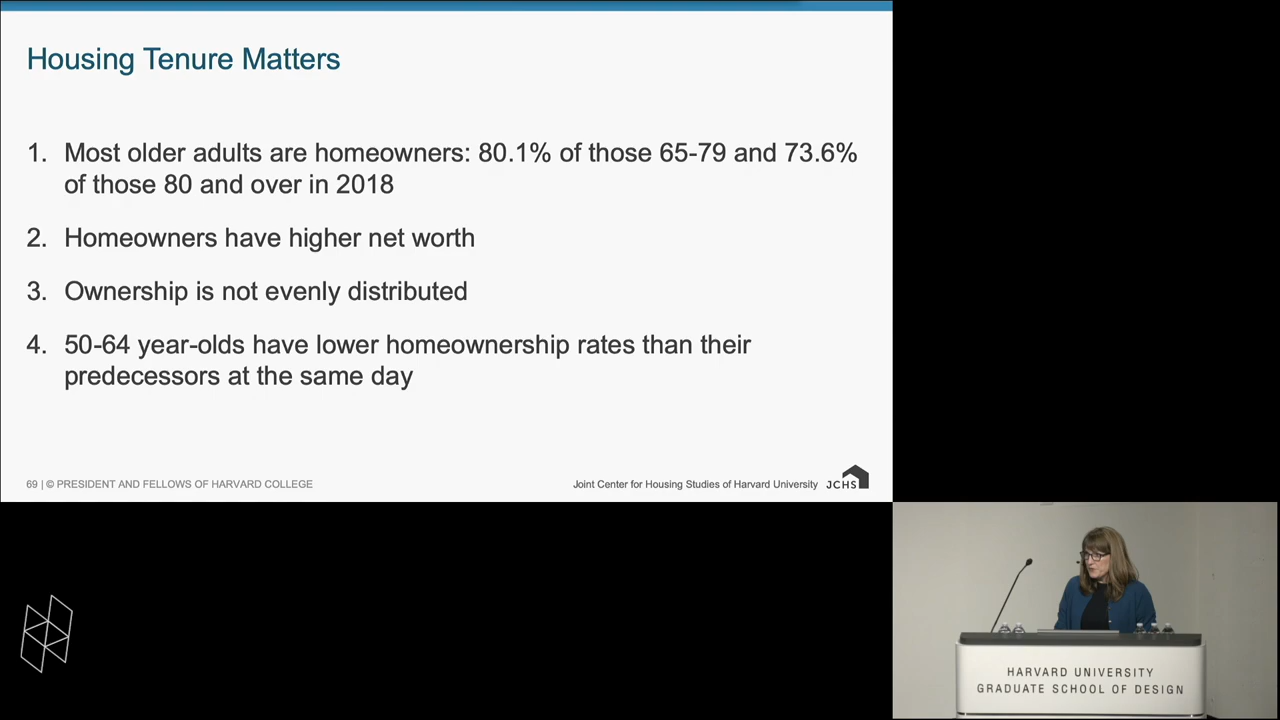 Housing Tenure Matters
1. Most older adults are homeowners: 80.1% of those 65-79 and 73.6%
of those 80 and over in 2018
2. Homeowners have higher net worth
3. Ownership is not evenly distributed
4. 50-64 year-olds have lower homeownership rates than their
predecessors at the same day
69 | © PRESIDENT AND FELLOWS OF HARVARD COLLEGE
Joint Center for Housing Studies of Harvard University
JCHS
HARVARD UNIVERSITY
GRADUATE SCHOOL OF DESIGN